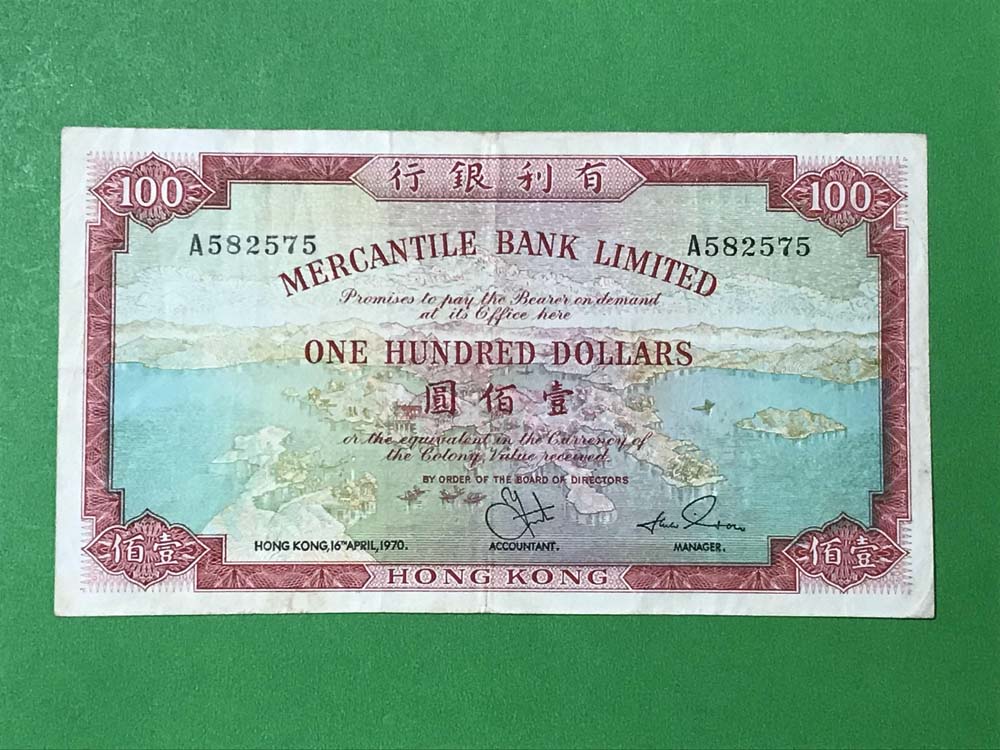 行銀利有
100 100
A582575 A582575
MERCANTILE BANK LIMITED
Promises to pay the Bearer on demand
at its Office here
ONE HUNDRED DOLLARS
圓佰壹
or the equivalent in the Currency of
the Colony, Value received.
BY ORDER OF THE BOARD OF DIRECTORS
HONG KONG, 16TH APRIL, 1970. ACCOUNTANT. MANAGER.
佰壹 佰壹
HONG KONG